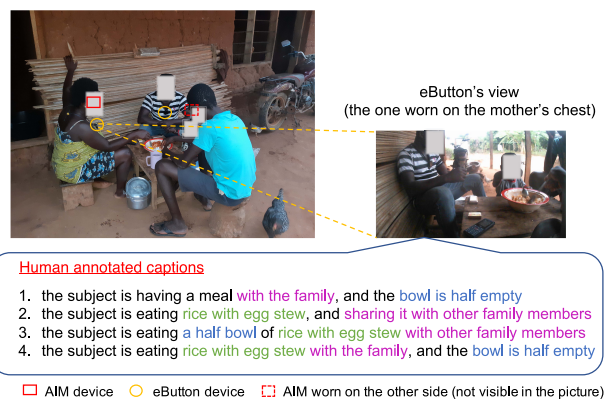 eButton's view
(the one worn on the mother's chest)
Human annotated captions
1. the subject is having a meal with the family, and the bowl is half empty
2. the subject is eating rice with egg stew, and sharing it with other family members
3. the subject is eating a half bowl of rice with egg stew with other family members
4. the subject is eating rice with egg stew with the family, and the bowl is half empty
AIM device eButton device AIM worn on the other side (not visible in the picture)